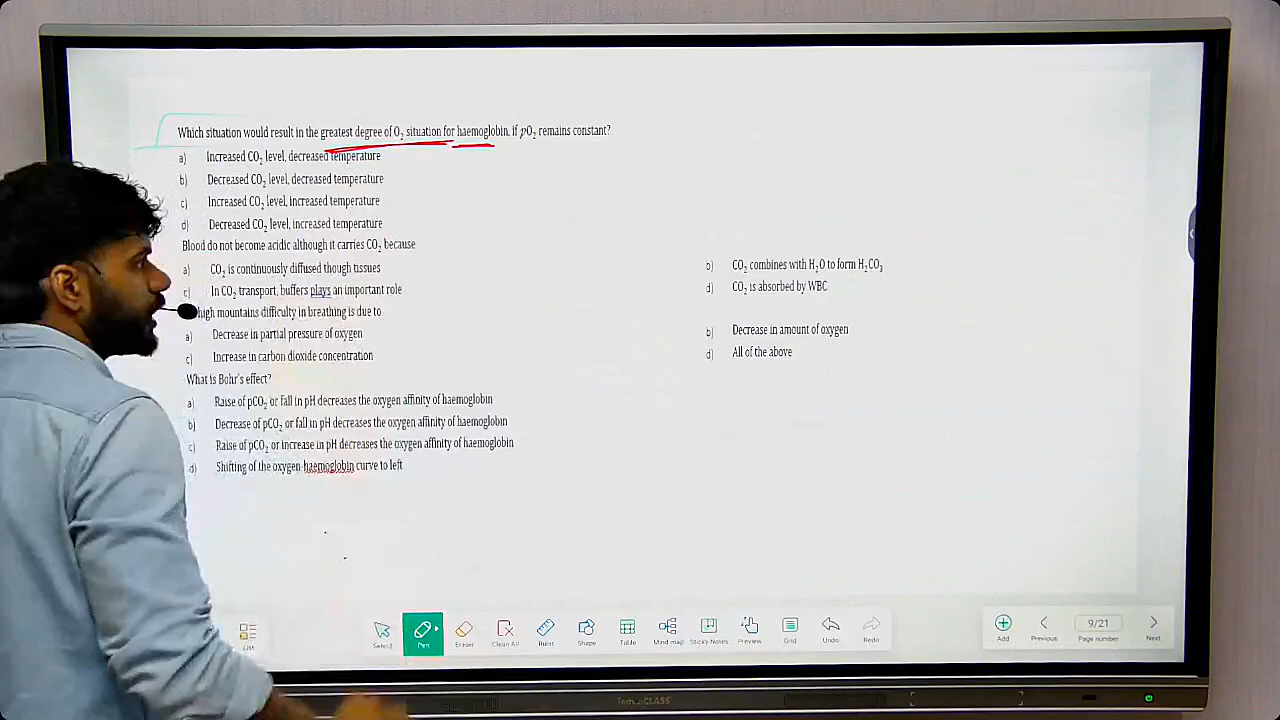 Which situation would result in the greatest degree of O₂ situation for haemoglobin, if pO₂ remains constant?
a) Increased CO₂ level, decreased temperature
b) Decreased CO₂ level, decreased temperature
c) Increased CO₂ level, increased temperature
d) Decreased CO₂ level, increased temperature
Blood do not become acidic although it carries CO₂ because
a) CO₂ is continuously diffused though tissues
b) CO₂ combines with H₂O to form H₂CO₃
c) In CO₂ transport, buffers plays an important role
d) CO₂ is absorbed by WBC
high mountains difficulty in breathing is due to
a) Decrease in partial pressure of oxygen
b) Decrease in amount of oxygen
c) Increase in carbon dioxide concentration
d) All of the above
What is Bohr's effect?
a) Raise of pCO₂ or fall in pH decreases the oxygen affinity of haemoglobin
b) Decrease of pCO₂ or fall in pH decreases the oxygen affinity of haemoglobin
c) Raise of pCO₂ or increase in pH decreases the oxygen affinity of haemoglobin
d) Shifting of the oxygen-haemoglobin curve to left
List Select Pen Eraser Clean All Ruler Shape Table Mind map Sticky Notes Preview Grid Undo Redo Add Previous 9/21 Page number Next